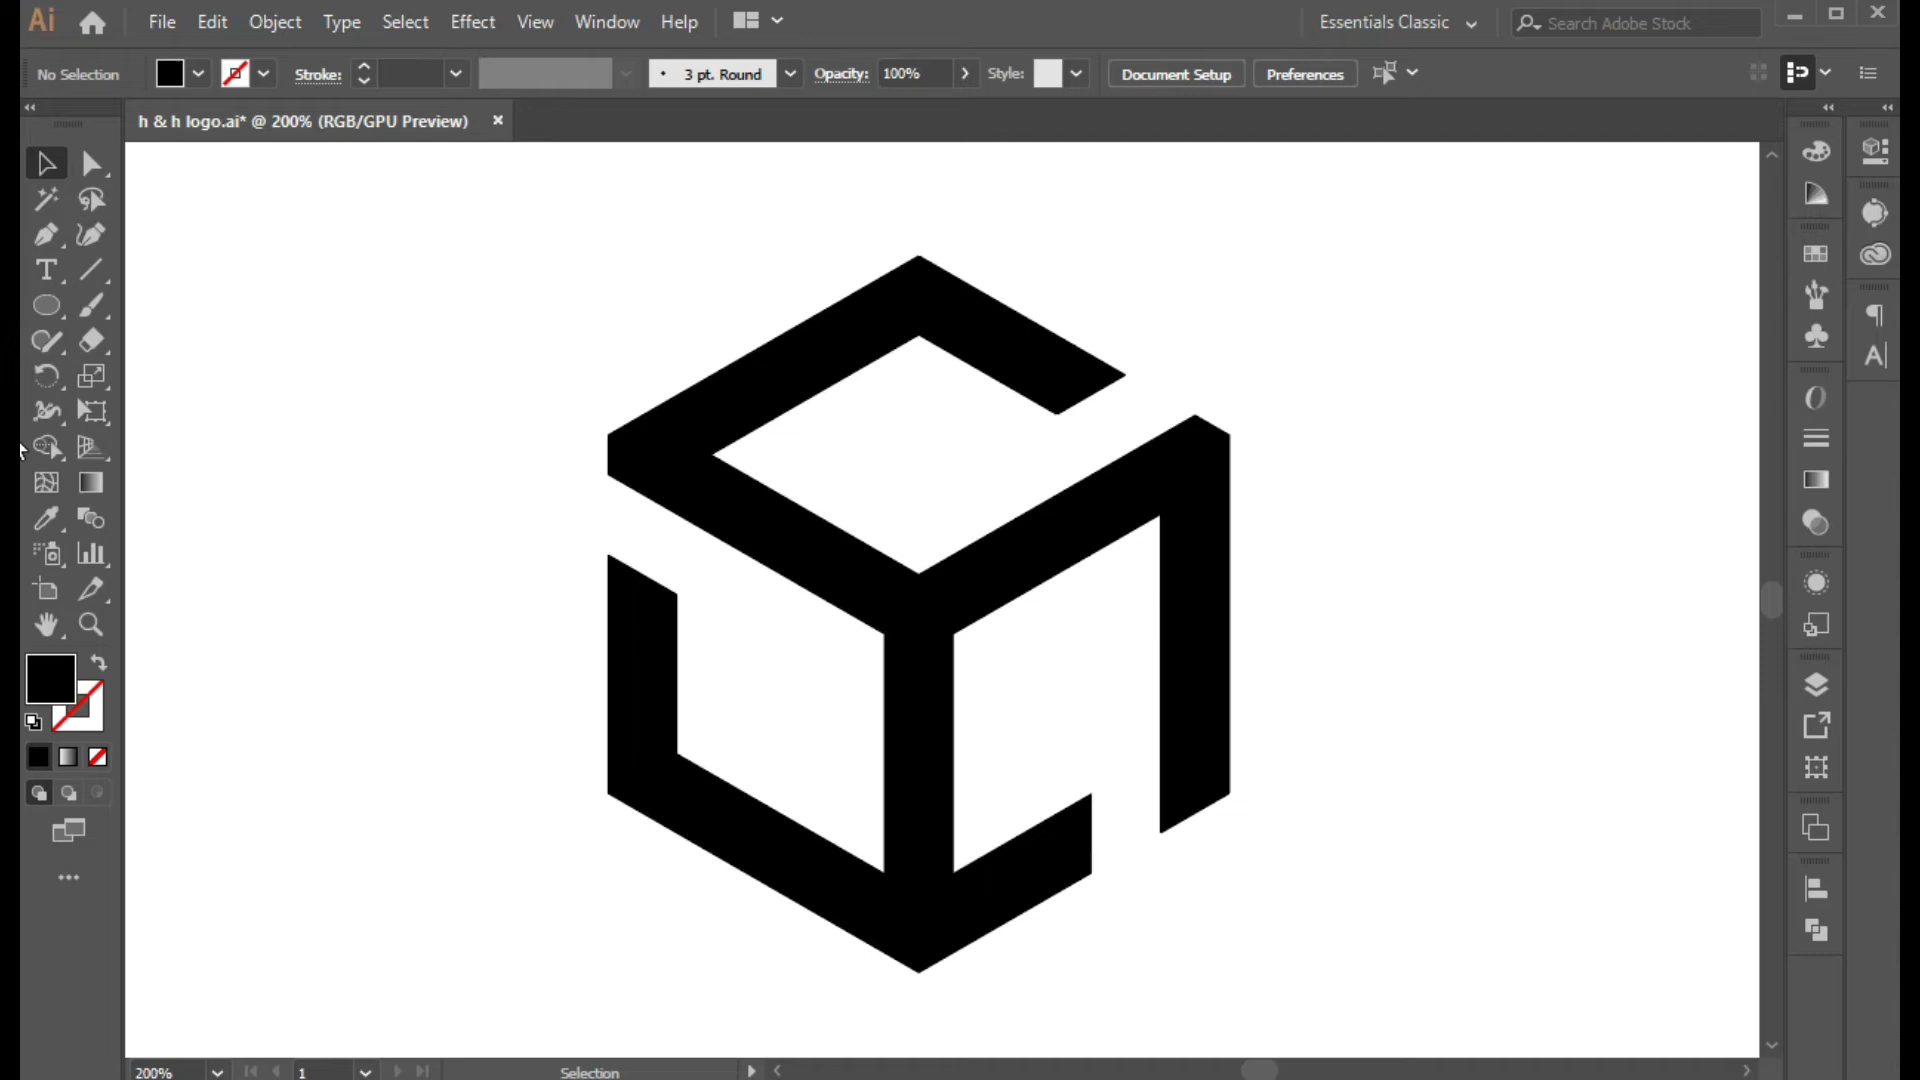 Ai File Edit Object Type Select Effect View Window Help Essentials Classic Search Adobe Stock
No Selection Stroke: 3 pt. Round Opacity: 100% Style: Document Setup Preferences
h & h logo.ai* @ 200% (RGB/GPU Preview)
200% 1 Selection